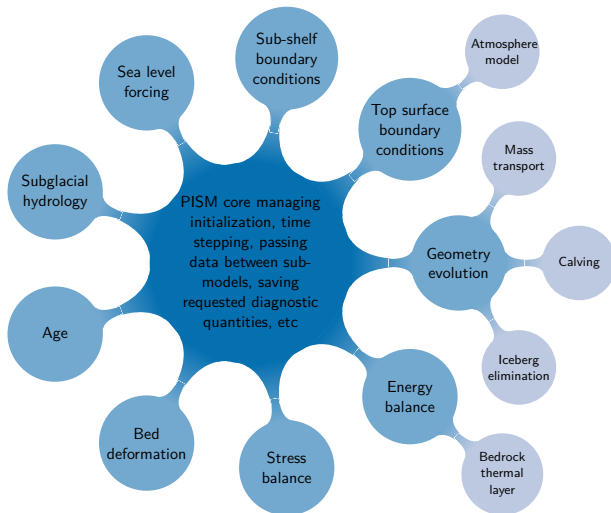 Sub-shelf
boundary
conditions
Atmosphere
model
Sea level
forcing
Top surface
boundary
conditions
Mass
transport
Subglacial
hydrology
PISM core managing
initialization, time
stepping, passing
data between sub-
models, saving
requested diagnostic
quantities, etc
Geometry
evolution
Calving
Age
Iceberg
elimination
Energy
balance
Bed
deformation
Stress
balance
Bedrock
thermal
layer